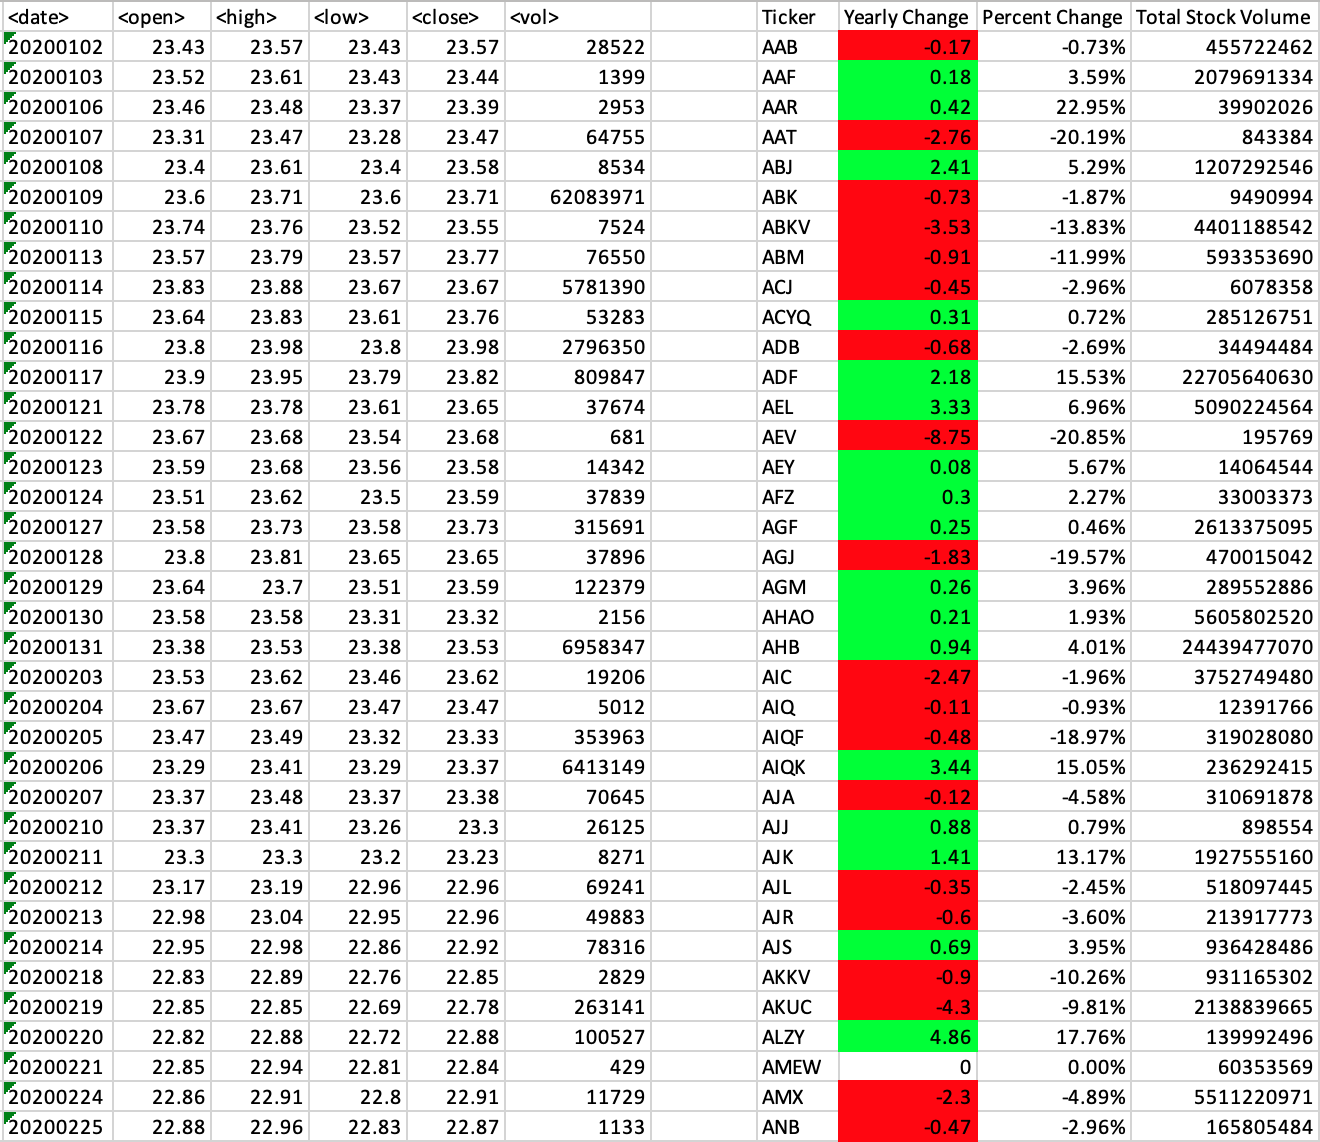 <date> <open> <high> <low> <close> <vol> Ticker Yearly Change Percent Change Total Stock Volume
20200102 23.43 23.57 23.43 23.57 28522 AAB -0.17 -0.73% 455722462
20200103 23.52 23.61 23.43 23.44 1399 AAF 0.18 3.59% 2079691334
20200106 23.46 23.48 23.37 23.39 2953 AAR 0.42 22.95% 39902026
20200107 23.31 23.47 23.28 23.47 64755 AAT -2.76 -20.19% 843384
20200108 23.4 23.61 23.4 23.58 8534 ABJ 2.41 5.29% 1207292546
20200109 23.6 23.71 23.6 23.71 62083971 ABK -0.73 -1.87% 9490994
20200110 23.74 23.76 23.52 23.55 7524 ABKV -3.53 -13.83% 4401188542
20200113 23.57 23.79 23.57 23.77 76550 ABM -0.91 -11.99% 593353690
20200114 23.83 23.88 23.67 23.67 5781390 ACJ -0.45 -2.96% 6078358
20200115 23.64 23.83 23.61 23.76 53283 ACYQ 0.31 0.72% 285126751
20200116 23.8 23.98 23.8 23.98 2796350 ADB -0.68 -2.69% 34494484
20200117 23.9 23.95 23.79 23.82 809847 ADF 2.18 15.53% 22705640630
20200121 23.78 23.78 23.61 23.65 37674 AEL 3.33 6.96% 5090224564
20200122 23.67 23.68 23.54 23.68 681 AEV -8.75 -20.85% 195769
20200123 23.59 23.68 23.56 23.58 14342 AEY 0.08 5.67% 14064544
20200124 23.51 23.62 23.5 23.59 37839 AFZ 0.3 2.27% 33003373
20200127 23.58 23.73 23.58 23.73 315691 AGF 0.25 0.46% 2613375095
20200128 23.8 23.81 23.65 23.65 37896 AGJ -1.83 -19.57% 470015042
20200129 23.64 23.7 23.51 23.59 122379 AGM 0.26 3.96% 289552886
20200130 23.58 23.58 23.31 23.32 2156 AHAO 0.21 1.93% 5605802520
20200131 23.38 23.53 23.38 23.53 6958347 AHB 0.94 4.01% 24439477070
20200203 23.53 23.62 23.46 23.62 19206 AIC -2.47 -1.96% 3752749480
20200204 23.67 23.67 23.47 23.47 5012 AIQ -0.11 -0.93% 12391766
20200205 23.47 23.49 23.32 23.33 353963 AIQF -0.48 -18.97% 319028080
20200206 23.29 23.41 23.29 23.37 6413149 AIQK 3.44 15.05% 236292415
20200207 23.37 23.48 23.37 23.38 70645 AJA -0.12 -4.58% 310691878
20200210 23.37 23.41 23.26 23.3 26125 AJJ 0.88 0.79% 898554
20200211 23.3 23.3 23.2 23.23 8271 AJK 1.41 13.17% 1927555160
20200212 23.17 23.19 22.96 22.96 69241 AJL -0.35 -2.45% 518097445
20200213 22.98 23.04 22.95 22.96 49883 AJR -0.6 -3.60% 213917773
20200214 22.95 22.98 22.86 22.92 78316 AJS 0.69 3.95% 936428486
20200218 22.83 22.89 22.76 22.85 2829 AKKV -0.9 -10.26% 931165302
20200219 22.85 22.85 22.69 22.78 263141 AKUC -4.3 -9.81% 2138839665
20200220 22.82 22.88 22.72 22.88 100527 ALZY 4.86 17.76% 139992496
20200221 22.85 22.94 22.81 22.84 429 AMEW 0 0.00% 60353569
20200224 22.86 22.91 22.8 22.91 11729 AMX -2.3 -4.89% 5511220971
20200225 22.88 22.96 22.83 22.87 1133 ANB -0.47 -2.96% 165805484